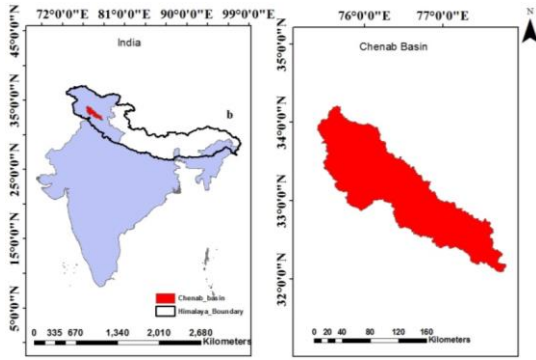 72°0'0"E 81°0'0"E 90°0'0"E 99°0'0"E
India
45°0'0"N
35°0'0"N
25°0'0"N
15°0'0"N
5°0'0"N
b
Chenab_basin
Himalaya_Boundary
0 335 670 1,340 2,010 2,680
Kilometers
76°0'0"E 77°0'0"E
N
Chenab Basin
35°0'0"N
34°0'0"N
33°0'0"N
32°0'0"N
0 20 40 80 120 160
Kilometers